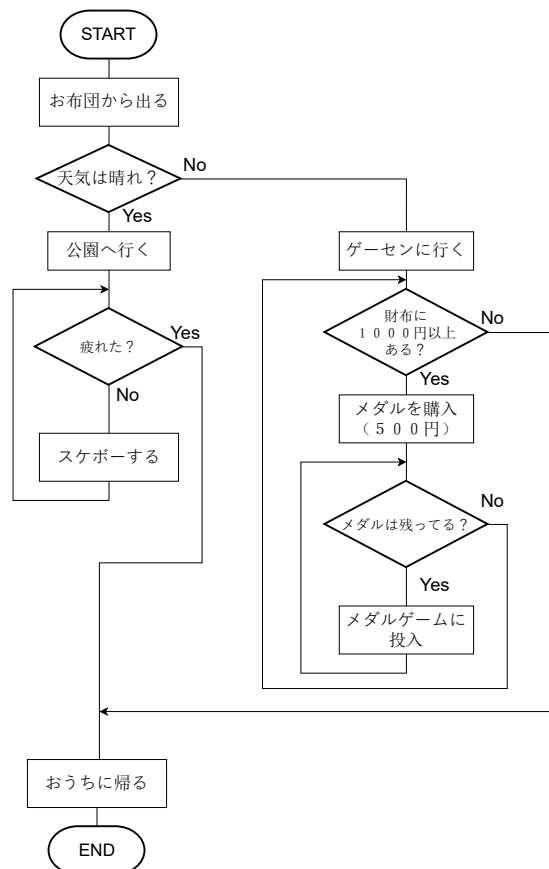 START
お布団から出る
天気は晴れ？
No
Yes
公園へ行く
疲れた？
Yes
No
スケボーする
ゲーセンに行く
財布に
１０００円以上
ある？
No
Yes
メダルを購入
（５００円）
メダルは残ってる？
No
Yes
メダルゲームに
投入
おうちに帰る
END